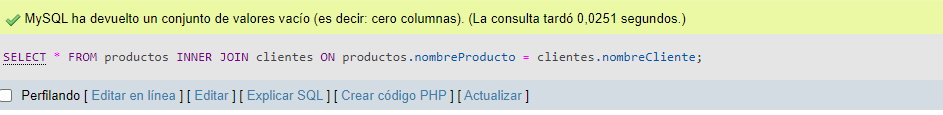 MySQL ha devuelto un conjunto de valores vacío (es decir: cero columnas). (La consulta tardó 0,0251 segundos.)
SELECT * FROM productos INNER JOIN clientes ON productos.nombreProducto = clientes.nombreCliente;
Perfilando [ Editar en línea ] [ Editar ] [ Explicar SQL ] [ Crear código PHP ] [ Actualizar ]